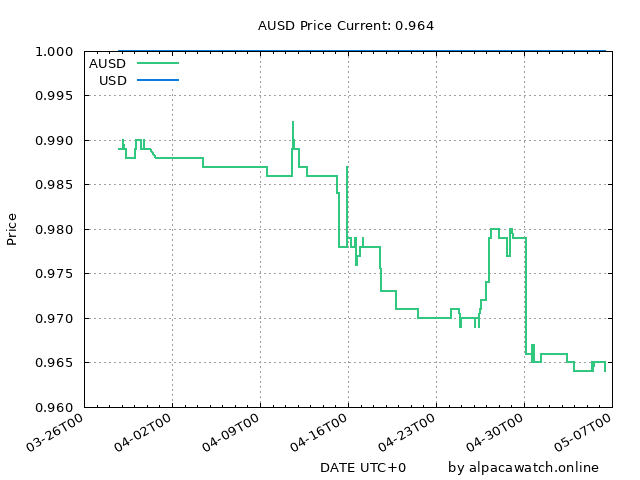 AUSD Price Current: 0.964
1.000
AUSD
USD
0.995
0.990
0.985
0.980
Price
0.975
0.970
0.965
0.960
03-26T00 04-02T00 04-09T00 04-16T00 04-23T00 04-30T00 05-07T00
DATE UTC+0 by alpacawatch.online